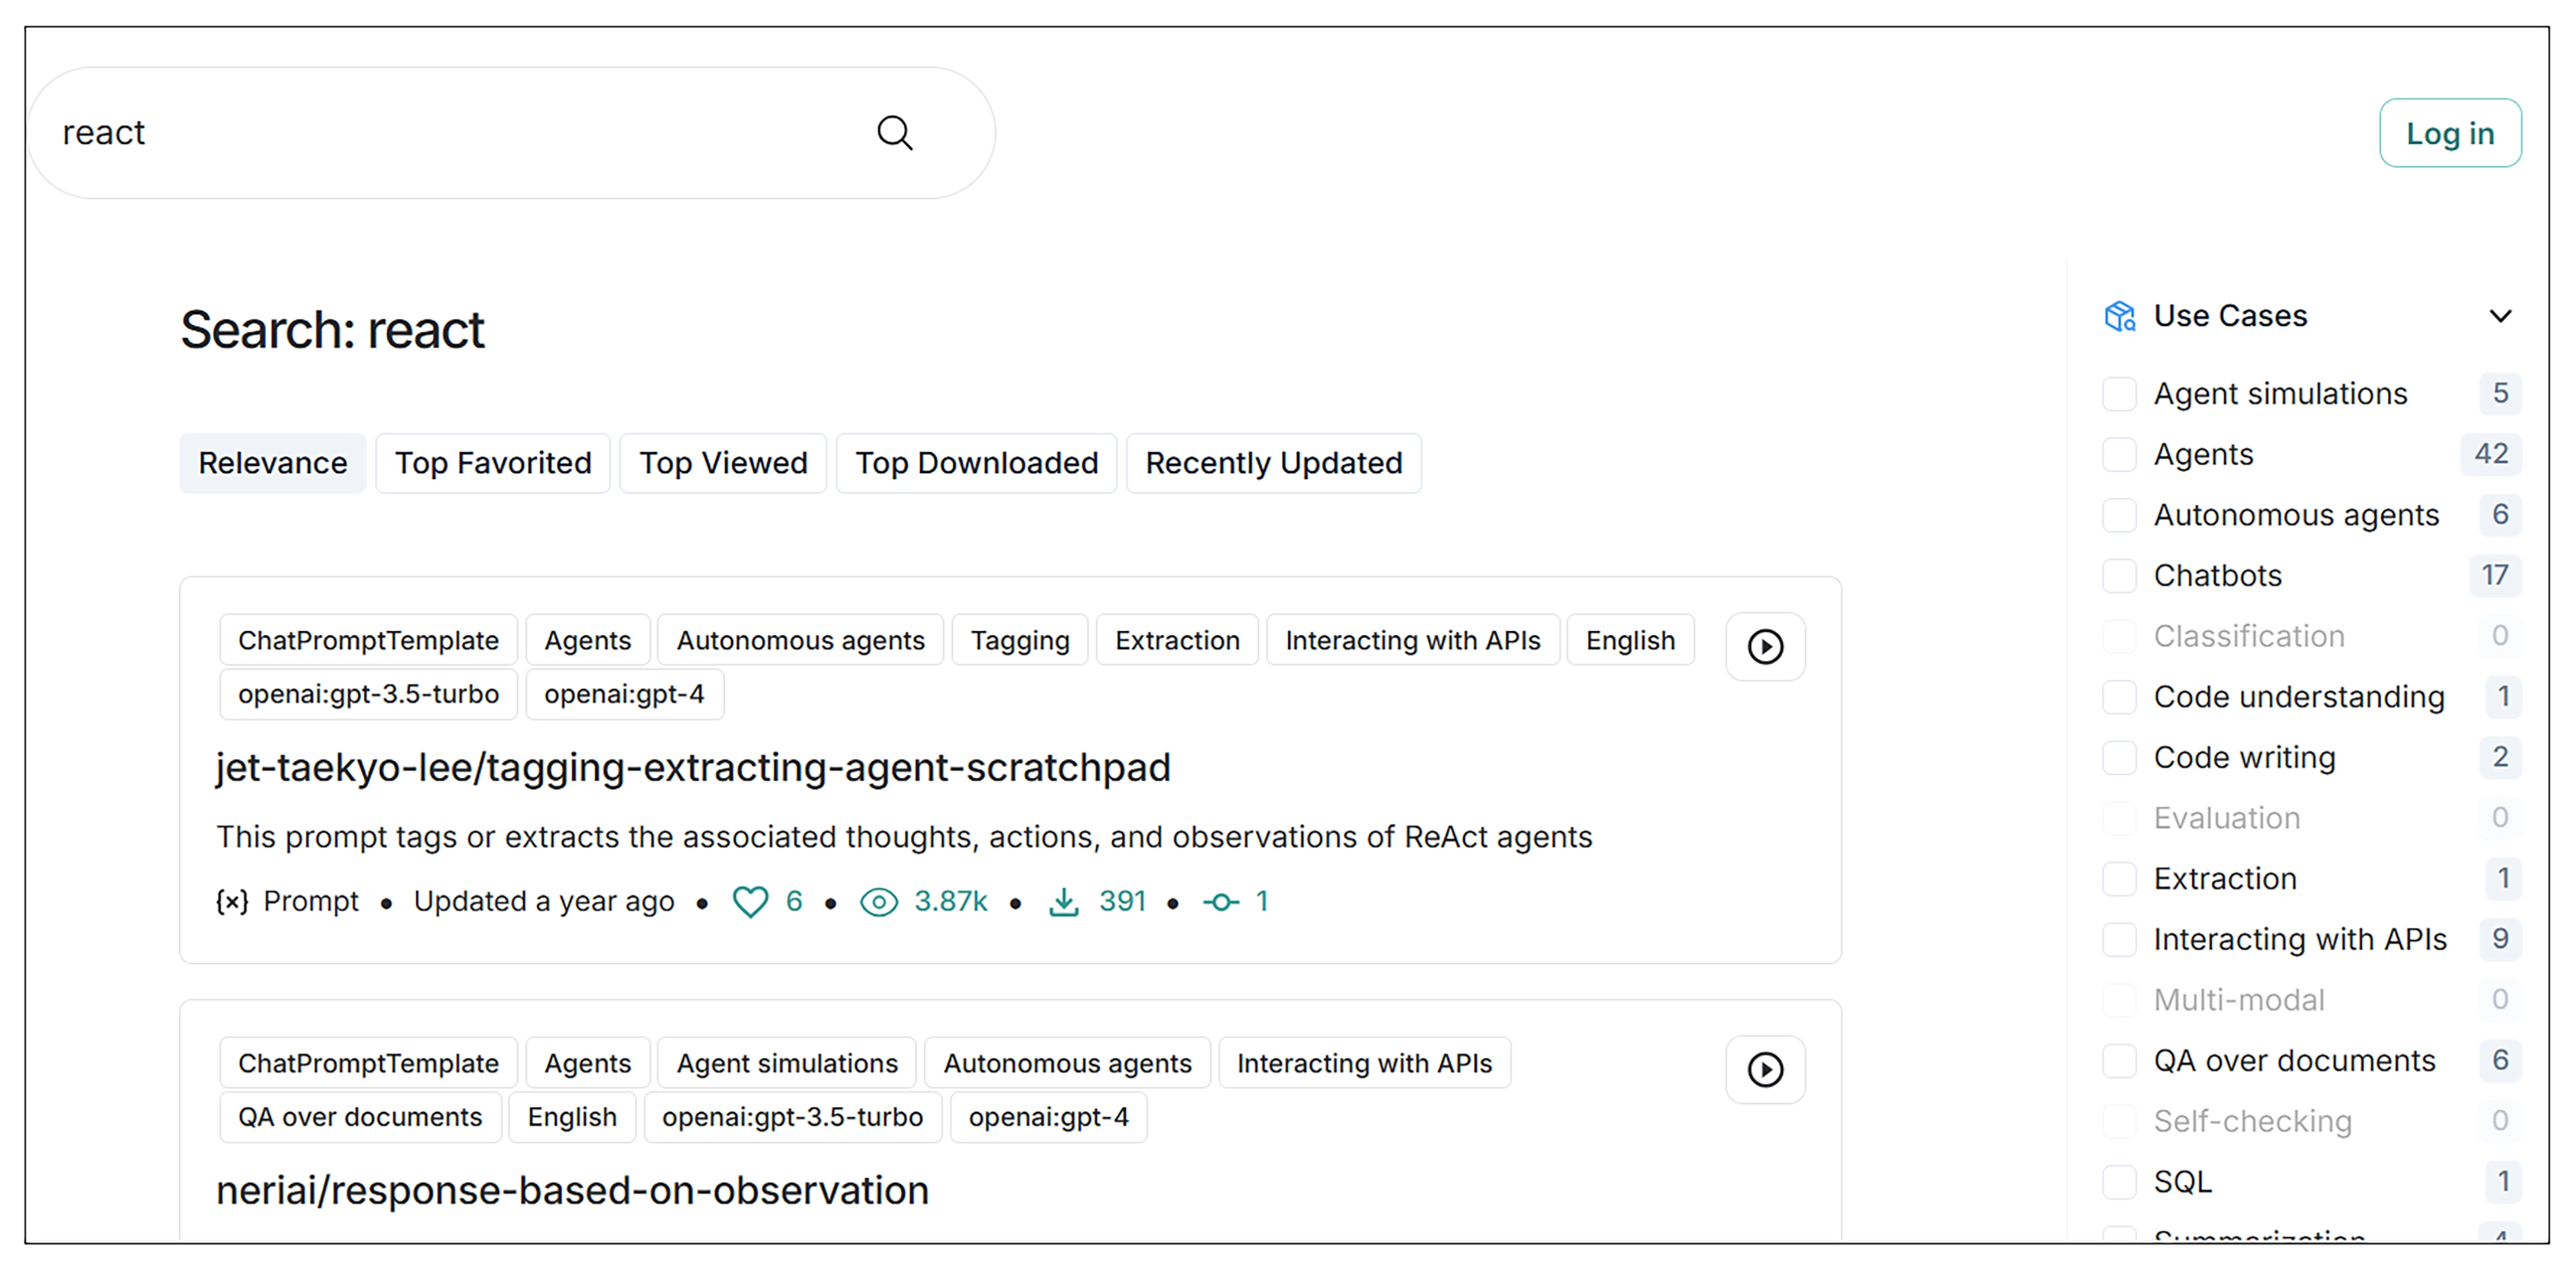 react
Log in
Search: react
Relevance Top Favorited Top Viewed Top Downloaded Recently Updated
ChatPromptTemplate Agents Autonomous agents Tagging Extraction Interacting with APIs English
openai:gpt-3.5-turbo openai:gpt-4
jet-taekyo-lee/tagging-extracting-agent-scratchpad
This prompt tags or extracts the associated thoughts, actions, and observations of ReAct agents
Prompt • Updated a year ago • 6 • 3.87k • 391 • 1
ChatPromptTemplate Agents Agent simulations Autonomous agents Interacting with APIs
QA over documents English openai:gpt-3.5-turbo openai:gpt-4
neriai/response-based-on-observation
Use Cases
Agent simulations 5
Agents 42
Autonomous agents 6
Chatbots 17
Classification 0
Code understanding 1
Code writing 2
Evaluation 0
Extraction 1
Interacting with APIs 9
Multi-modal 0
QA over documents 6
Self-checking 0
SQL 1
Summarization 4